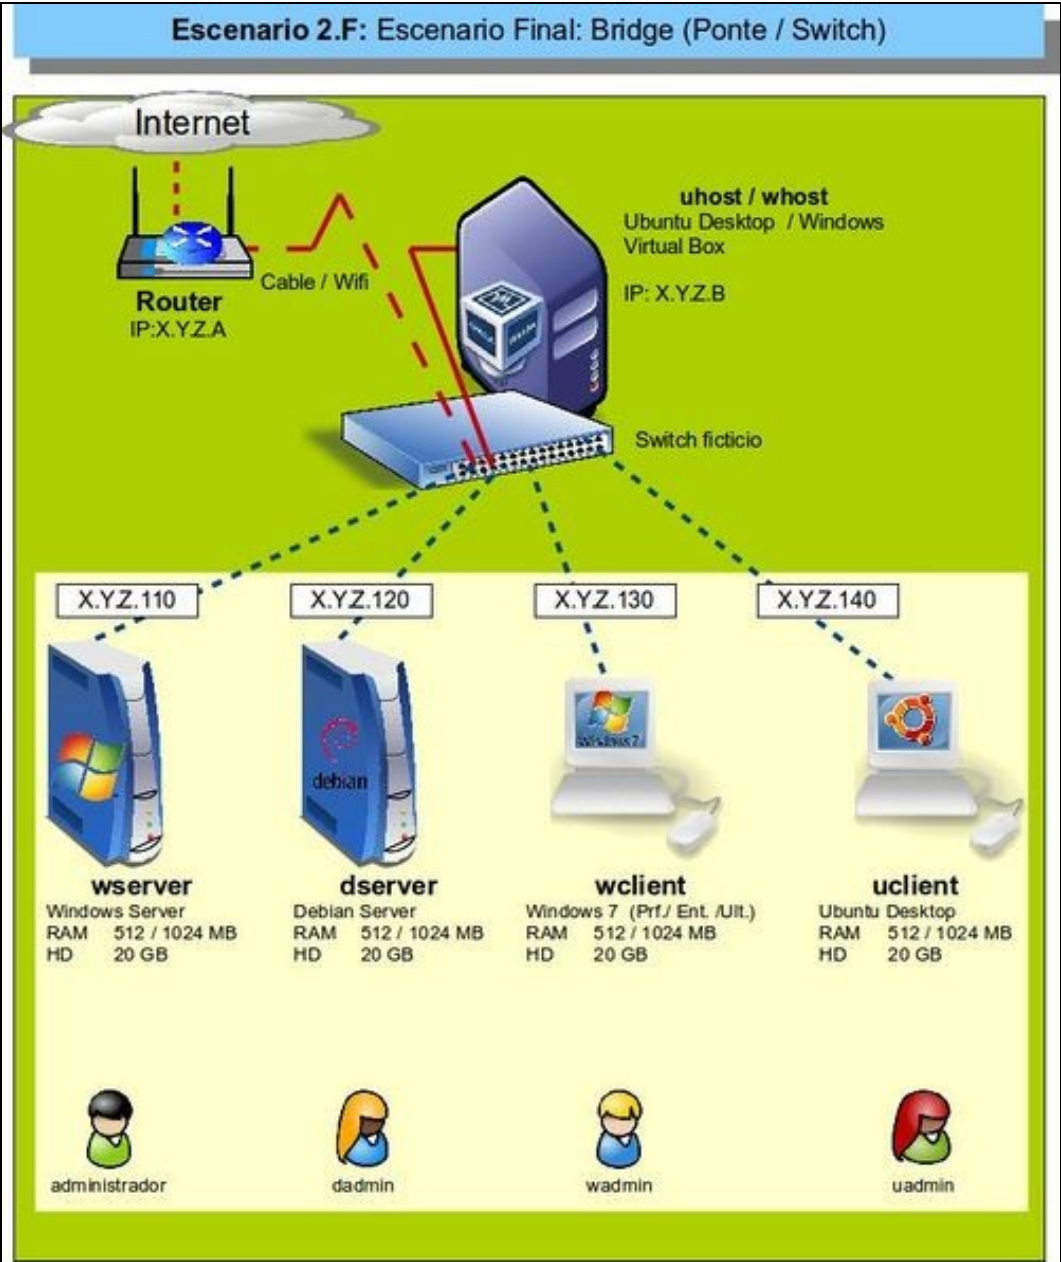 Escenario 2.F: Escenario Final: Bridge (Ponte / Switch)
Internet
uhost / whost
Ubuntu Desktop / Windows
Virtual Box
IP: X.Y.Z.B
Cable / Wifi
Router
IP:X.Y.Z.A
Switch ficticio
X.Y.Z.110
X.Y.Z.120
X.Y.Z.130
X.Y.Z.140
Windows 7
debian
wserver
Windows Server
RAM 512 / 1024 MB
HD 20 GB
dserver
Debian Server
RAM 512 / 1024 MB
HD 20 GB
wclient
Windows 7 (Prf./ Ent. /Ult.)
RAM 512 / 1024 MB
HD 20 GB
uclient
Ubuntu Desktop
RAM 512 / 1024 MB
HD 20 GB
administrador
dadmin
wadmin
uadmin